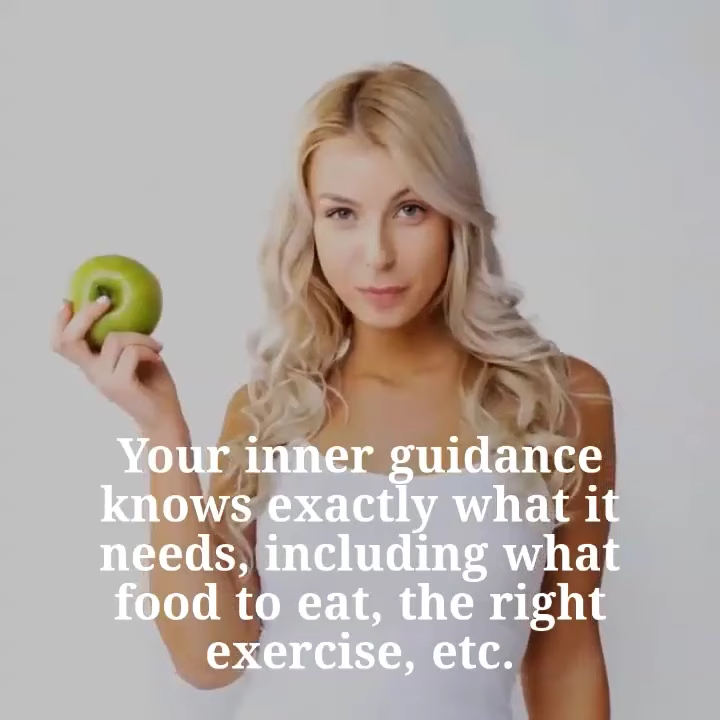 Your inner guidance
knows exactly what it
needs, including what
food to eat, the right
exercise, etc.